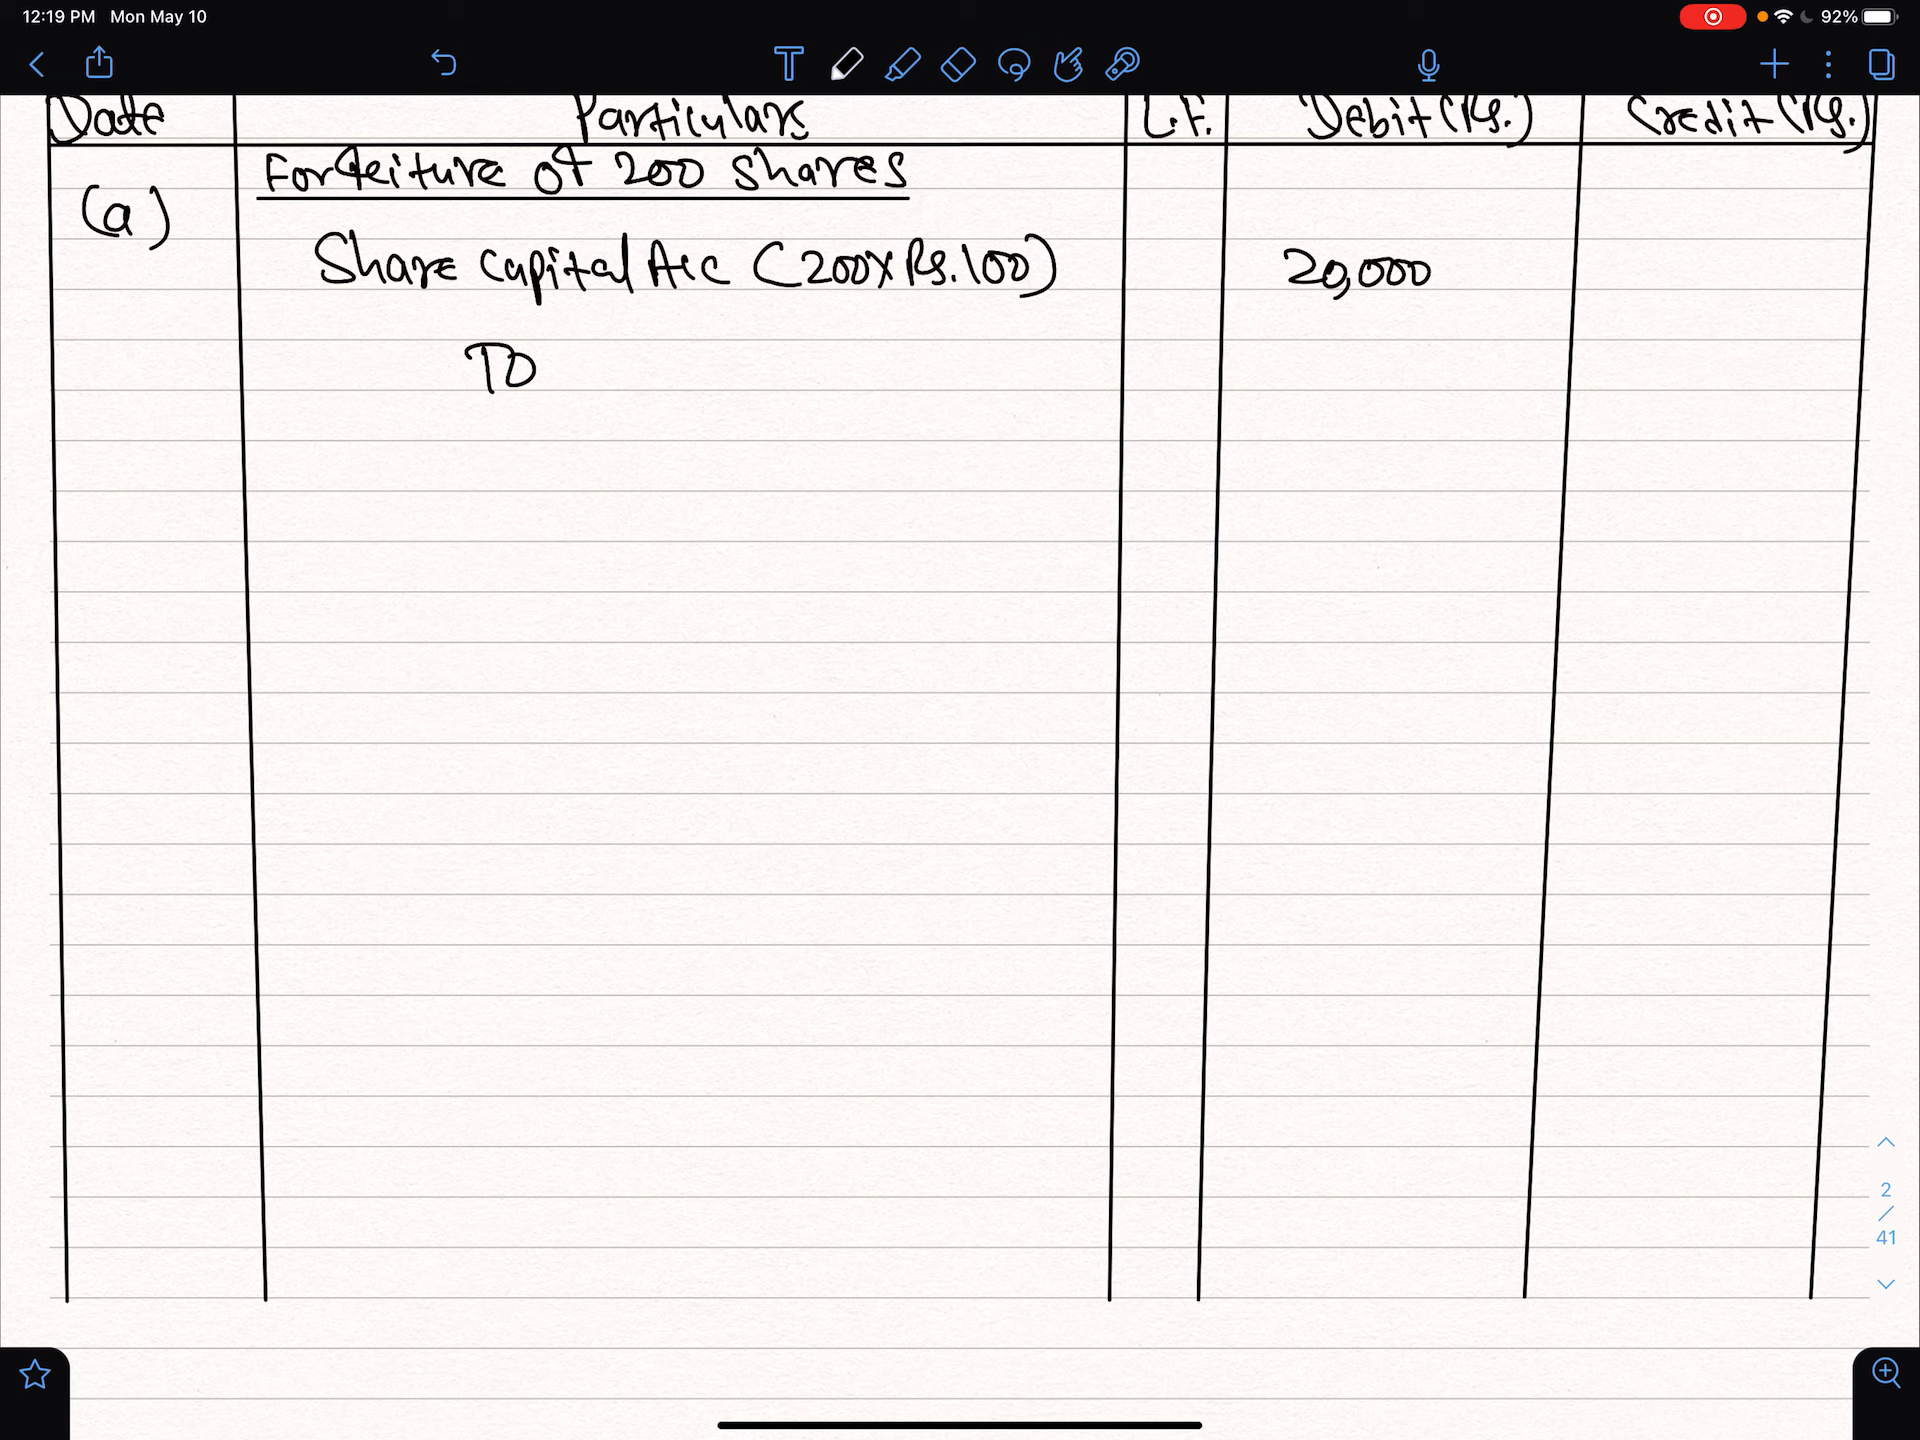 12:19 PM Mon May 10 92%
Date Particulars L.F. Debit (Rs.) Credit (Rs.)
Forfeiture of 200 shares
(a)
Share Capital A/c (200x Rs.100) 20,000
To
2
/
41